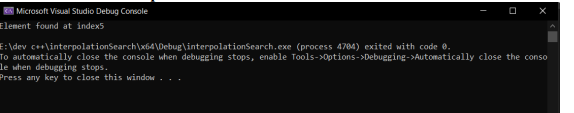 Microsoft Visual Studio Debug Console
Element found at index5
E:\dev c++\interpolationSearch\x64\Debug\interpolationSearch.exe (process 4704) exited with code 0.
To automatically close the console when debugging stops, enable Tools->Options->Debugging->Automatically close the conso
le when debugging stops.
Press any key to close this window . . .